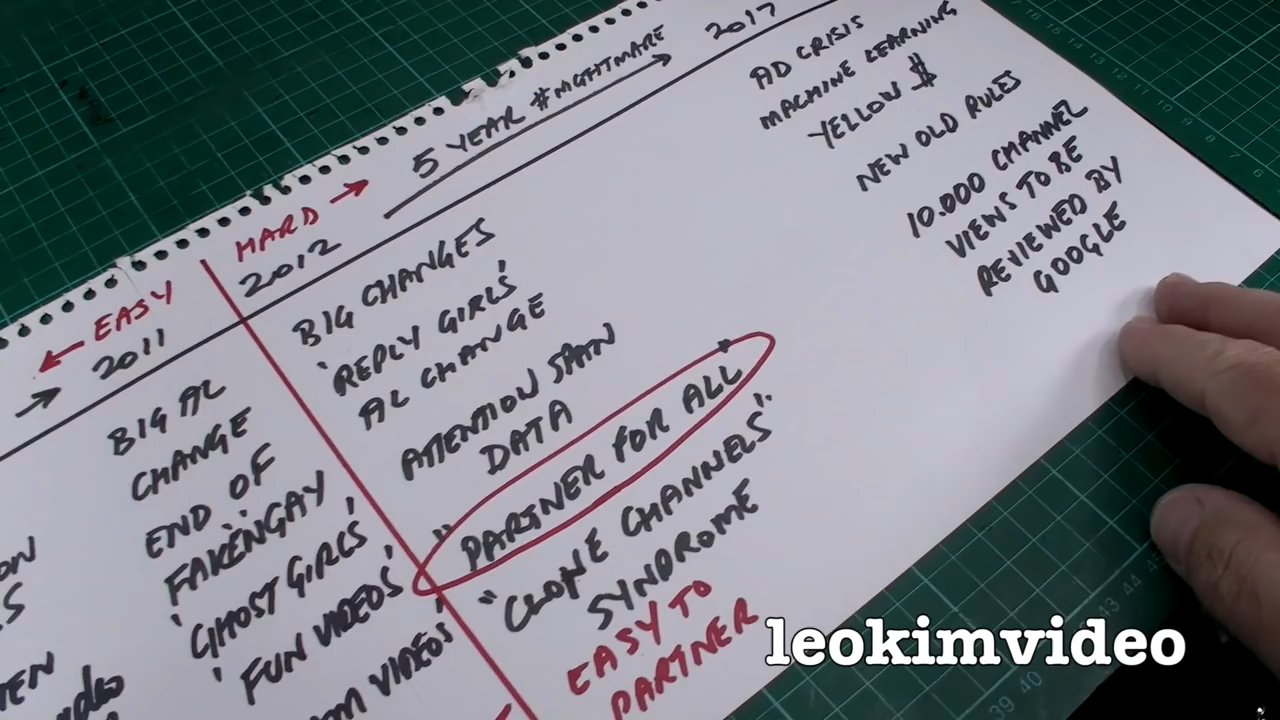 ← EASY
HARD →
5 YEAR #NIGHTMARE
→ 2011
2012
2017
BIG AL
CHANGE
END OF
FAKENGAY
'GHOST GIRLS'
'FUN VIDEOS'
VIDEOS'
BIG CHANGES
'REPLY GIRLS'
AL CHANGE
ATTENTION SPAN
DATA
"PARTNER FOR ALL"
"CLONE CHANNELS"
SYNDROME
EASY TO
PARTNER
AD CRISIS
MACHINE LEARNING
YELLOW $
NEW OLD RULES
10.000 CHANNEL
VIEWS TO BE
REVIEWED BY
GOOGLE
leokimvideo